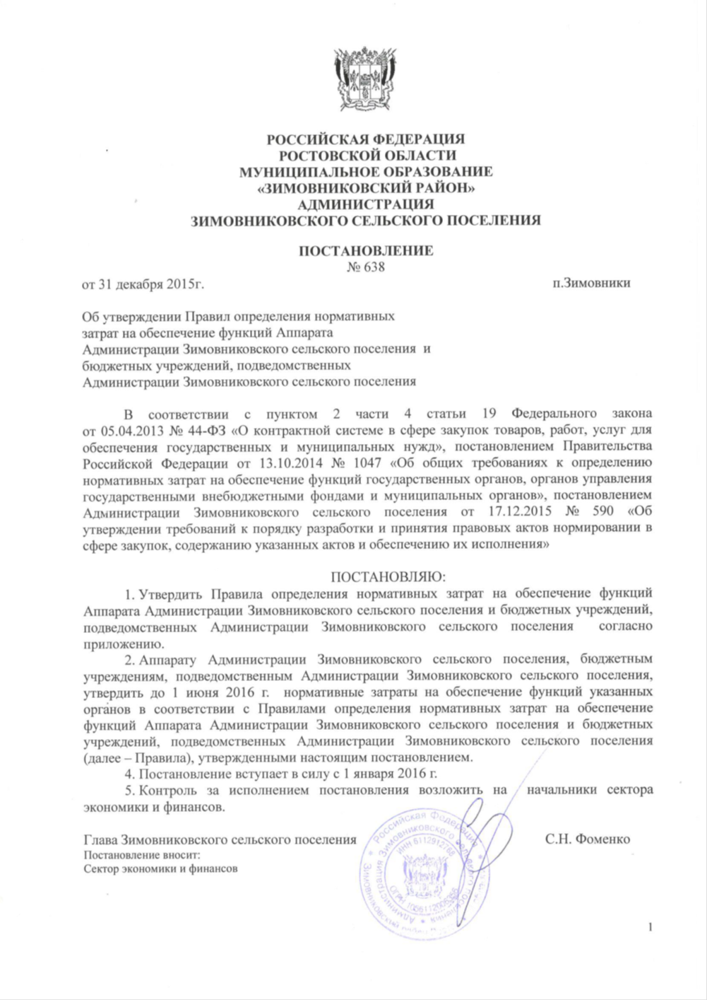 РОССИЙСКАЯ ФЕДЕРАЦИЯ
РОСТОВСКОЙ ОБЛАСТИ
МУНИЦИПАЛЬНОЕ ОБРАЗОВАНИЕ
«ЗИМОВНИКОВСКИЙ РАЙОН»
АДМИНИСТРАЦИЯ
ЗИМОВНИКОВСКОГО СЕЛЬСКОГО ПОСЕЛЕНИЯ
ПОСТАНОВЛЕНИЕ
№ 638
от 31 декабря 2015г. п.Зимовники
Об утверждении Правил определения нормативных
затрат на обеспечение функций Аппарата
Администрации Зимовниковского сельского поселения и
бюджетных учреждений, подведомственных
Администрации Зимовниковского сельского поселения
В соответствии с пунктом 2 части 4 статьи 19 Федерального закона
от 05.04.2013 № 44-ФЗ «О контрактной системе в сфере закупок товаров, работ, услуг для
обеспечения государственных и муниципальных нужд», постановлением Правительства
Российской Федерации от 13.10.2014 № 1047 «Об общих требованиях к определению
нормативных затрат на обеспечение функций государственных органов, органов управления
государственными внебюджетными фондами и муниципальных органов», постановлением
Администрации Зимовниковского сельского поселения от 17.12.2015 № 590 «Об
утверждении требований к порядку разработки и принятия правовых актов нормировании в
сфере закупок, содержанию указанных актов и обеспечению их исполнения»
ПОСТАНОВЛЯЮ:
1. Утвердить Правила определения нормативных затрат на обеспечение функций
Аппарата Администрации Зимовниковского сельского поселения и бюджетных учреждений,
подведомственных Администрации Зимовниковского сельского поселения согласно
приложению.
2. Аппарату Администрации Зимовниковского сельского поселения, бюджетным
учреждениям, подведомственным Администрации Зимовниковского сельского поселения,
утвердить до 1 июня 2016 г. нормативные затраты на обеспечение функций указанных
органов в соответствии с Правилами определения нормативных затрат на обеспечение
функций Аппарата Администрации Зимовниковского сельского поселения и бюджетных
учреждений, подведомственных Администрации Зимовниковского сельского поселения
(далее – Правила), утвержденными настоящим постановлением.
4. Постановление вступает в силу с 1 января 2016 г.
5. Контроль за исполнением постановления возложить на начальники сектора
экономики и финансов.
Глава Зимовниковского сельского поселения С.Н. Фоменко
Постановление вносит:
Сектор экономики и финансов
Российская Федерация
Зимовниковский район
Администрация Зимовниковского сельского поселения
ИНН 6112912768
1